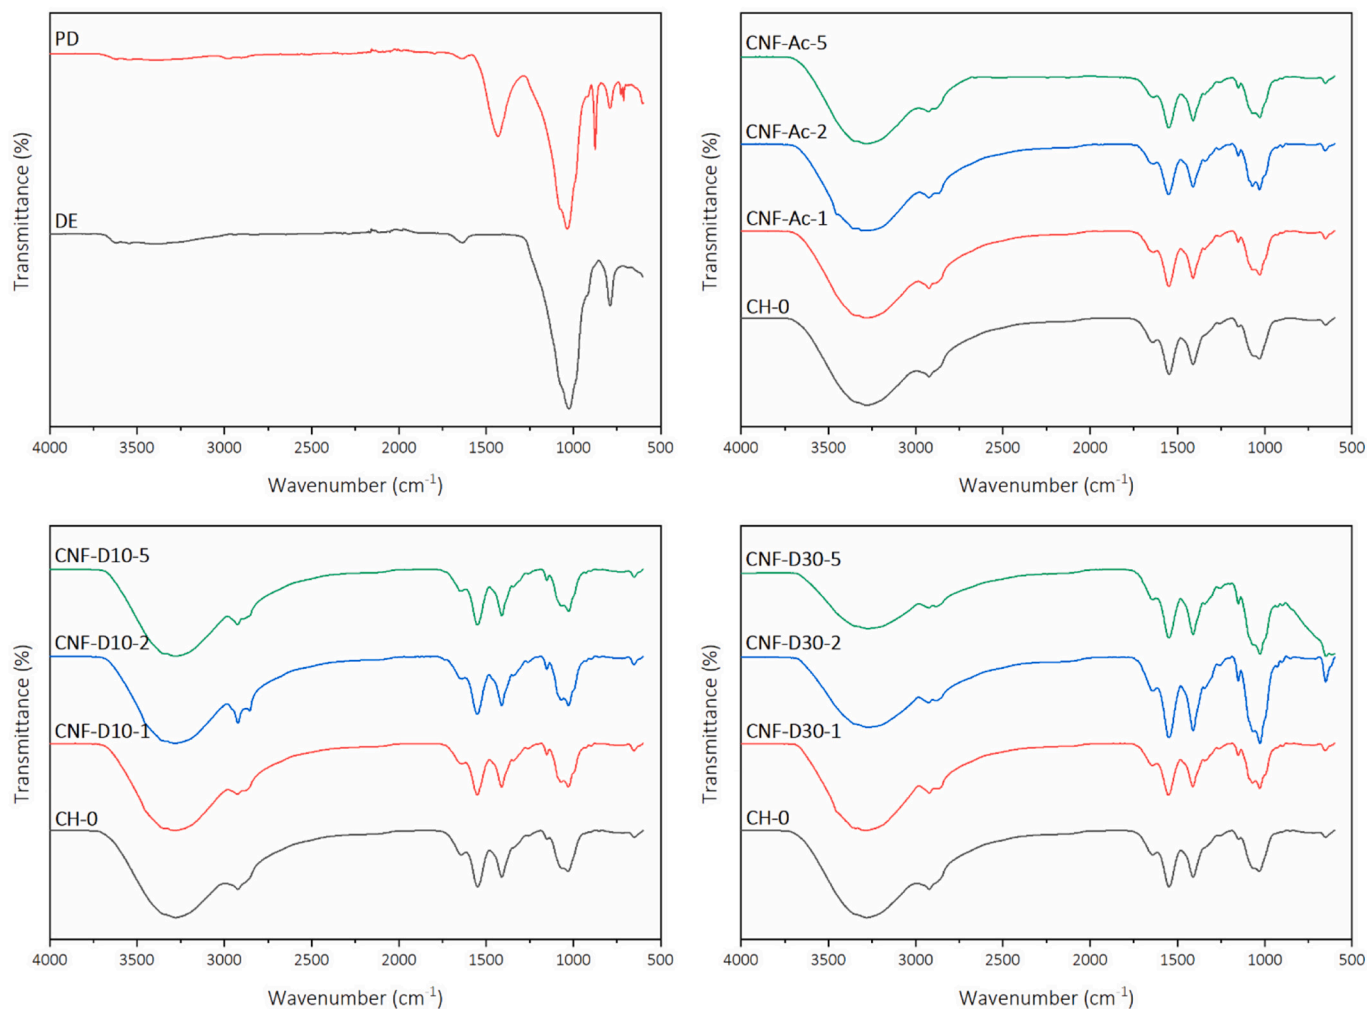 PD
DE
Transmittance (%)
4000 3500 3000 2500 2000 1500 1000 500
Wavenumber (cm⁻¹)
CNF-Ac-5
CNF-Ac-2
CNF-Ac-1
CH-0
Transmittance (%)
4000 3500 3000 2500 2000 1500 1000 500
Wavenumber (cm⁻¹)
CNF-D10-5
CNF-D10-2
CNF-D10-1
CH-0
Transmittance (%)
4000 3500 3000 2500 2000 1500 1000 500
Wavenumber (cm⁻¹)
CNF-D30-5
CNF-D30-2
CNF-D30-1
CH-0
Transmittance (%)
4000 3500 3000 2500 2000 1500 1000 500
Wavenumber (cm⁻¹)